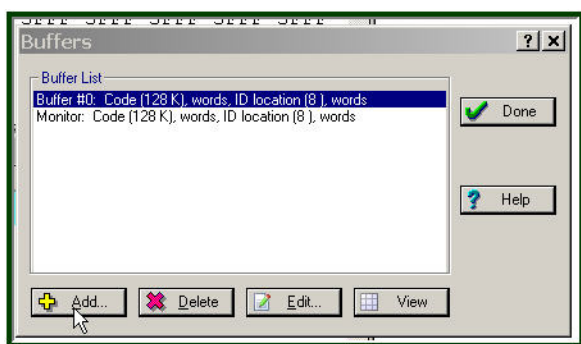 Buffers
Buffer List
Buffer #0: Code (128 K), words, ID location (8 ), words
Monitor: Code (128 K), words, ID location (8 ), words
Done
Help
Add... Delete Edit... View